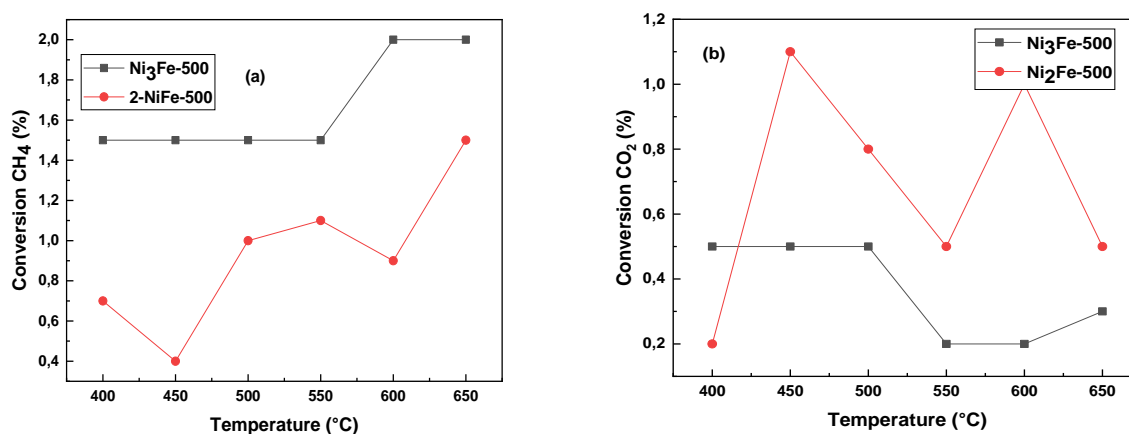 2,0
1,8
1,6
1,4
1,2
1,0
0,8
0,6
0,4
Conversion CH4 (%)
Ni3Fe-500
2-NiFe-500
(a)
400 450 500 550 600 650
Temperature (°C)
1,2
1,0
0,8
0,6
0,4
0,2
Conversion CO2 (%)
(b)
Ni3Fe-500
Ni2Fe-500
400 450 500 550 600 650
Temperature (°C)